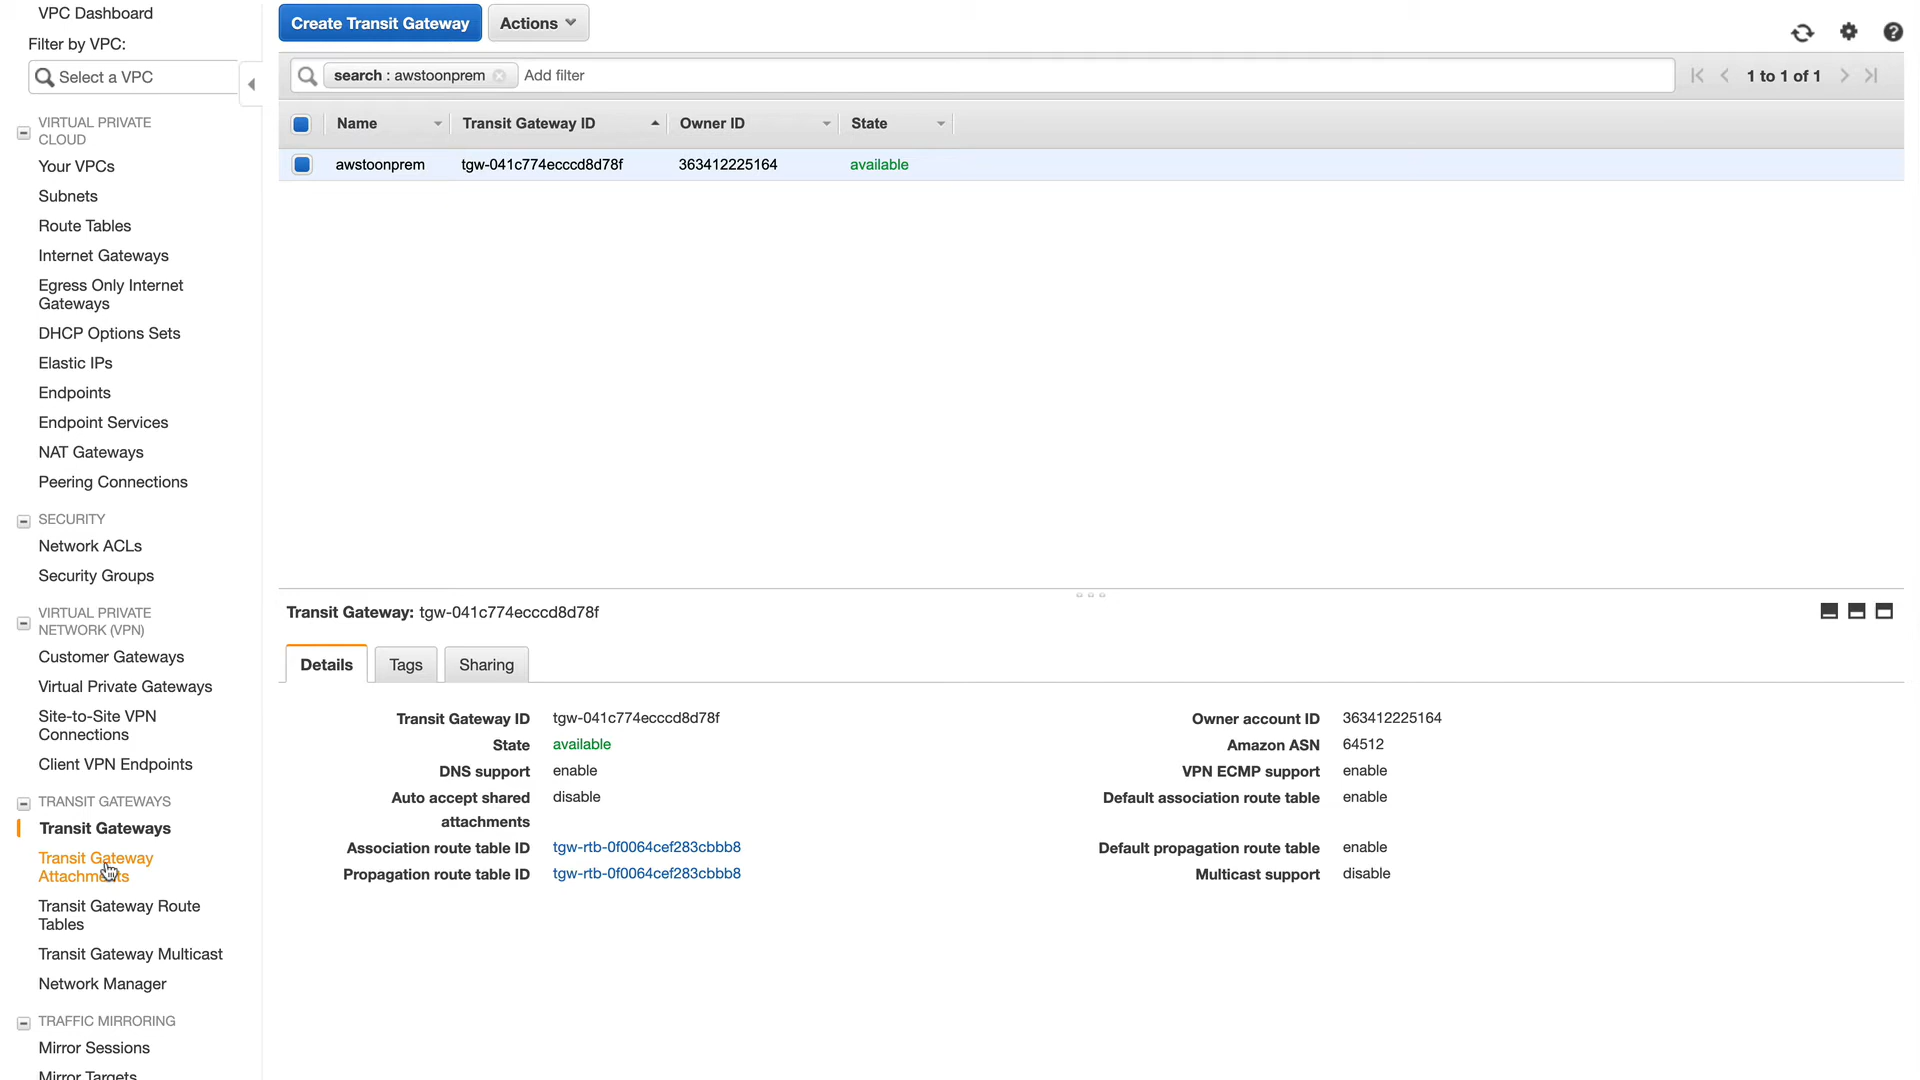 VPC Dashboard
Filter by VPC:
Select a VPC
VIRTUAL PRIVATE
CLOUD
Your VPCs
Subnets
Route Tables
Internet Gateways
Egress Only Internet
Gateways
DHCP Options Sets
Elastic IPs
Endpoints
Endpoint Services
NAT Gateways
Peering Connections
SECURITY
Network ACLs
Security Groups
VIRTUAL PRIVATE
NETWORK (VPN)
Customer Gateways
Virtual Private Gateways
Site-to-Site VPN
Connections
Client VPN Endpoints
TRANSIT GATEWAYS
Transit Gateways
Transit Gateway
Attachments
Transit Gateway Route
Tables
Transit Gateway Multicast
Network Manager
TRAFFIC MIRRORING
Mirror Sessions
Mirror Targets
Create Transit Gateway Actions
search : awstoonprem Add filter 1 to 1 of 1
Name Transit Gateway ID Owner ID State
awstoonprem tgw-041c774ecccd8d78f 363412225164 available
Transit Gateway: tgw-041c774ecccd8d78f
Details Tags Sharing
Transit Gateway ID tgw-041c774ecccd8d78f Owner account ID 363412225164
State available Amazon ASN 64512
DNS support enable VPN ECMP support enable
Auto accept shared disable Default association route table enable
attachments
Association route table ID tgw-rtb-0f0064cef283cbbb8 Default propagation route table enable
Propagation route table ID tgw-rtb-0f0064cef283cbbb8 Multicast support disable